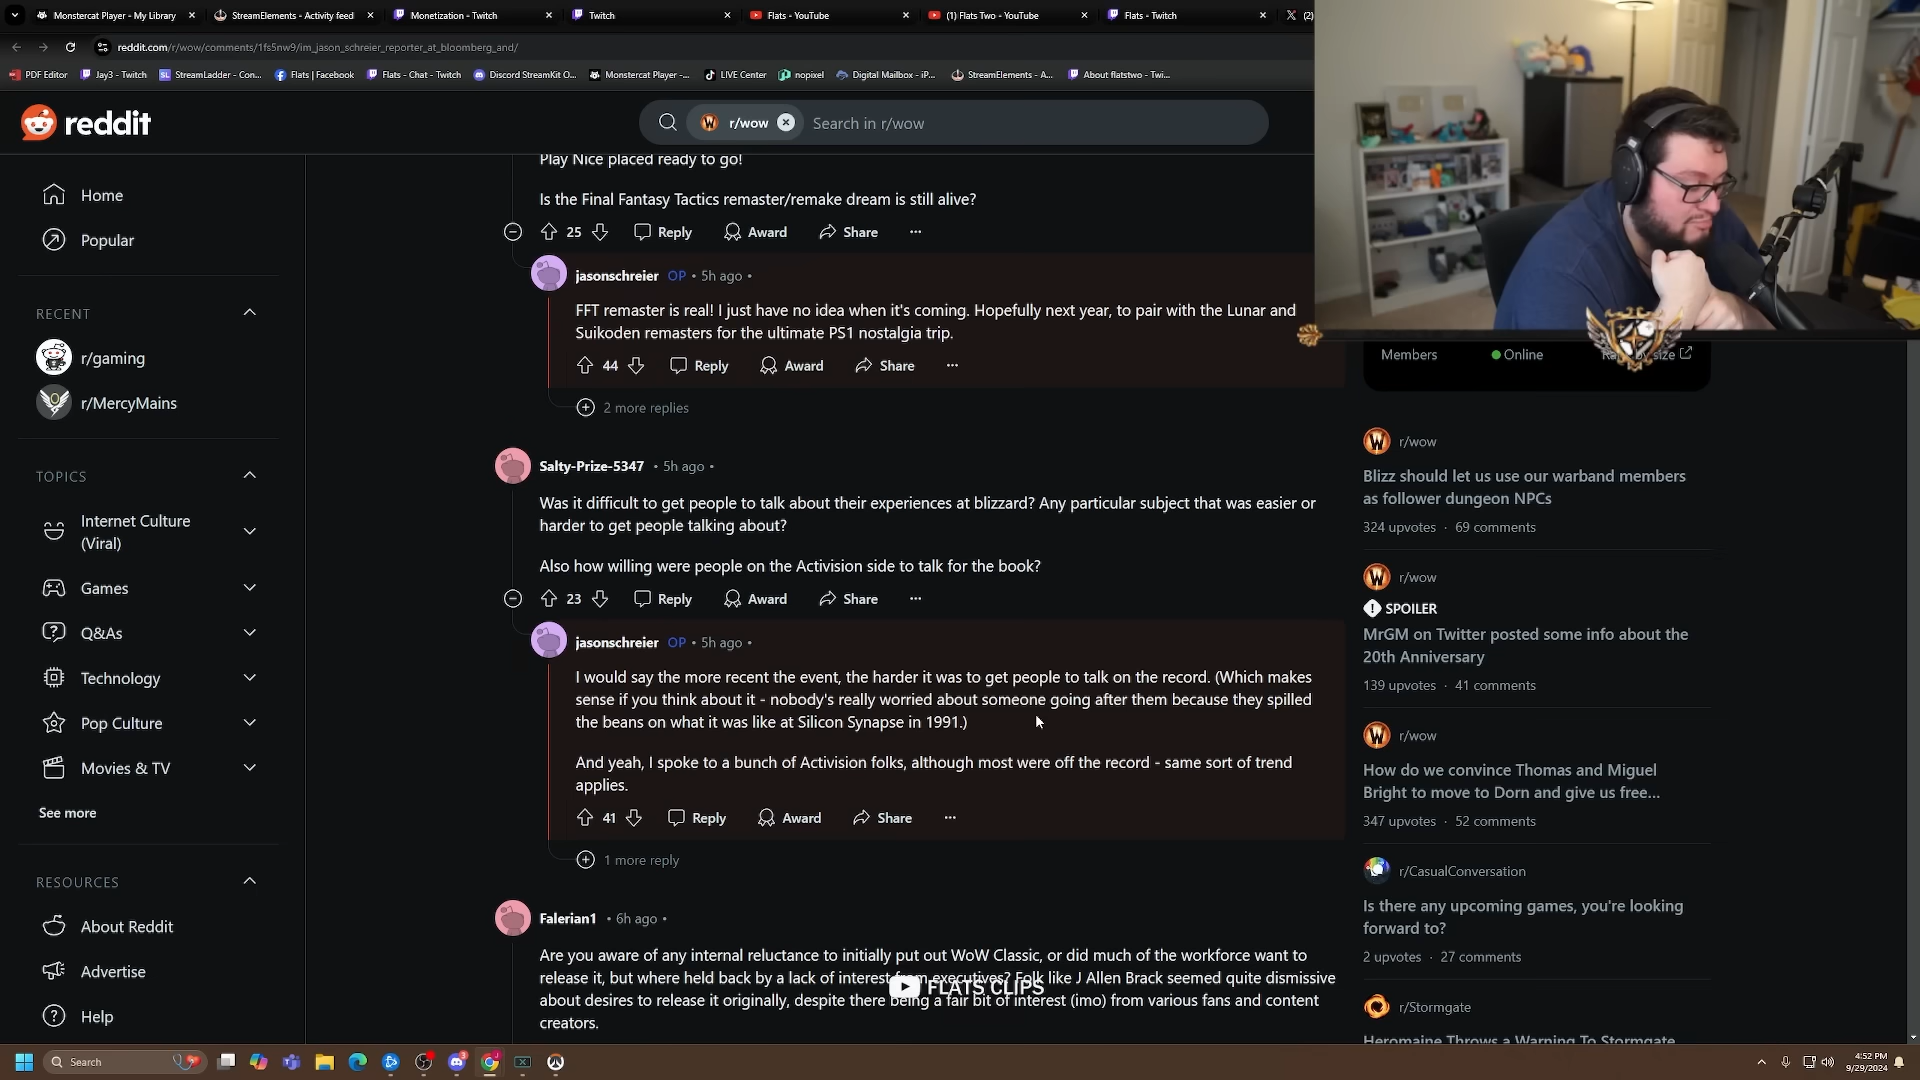 Monstercat Player - My Library
StreamElements - Activity feed
Monetization - Twitch
Twitch
Flats - YouTube
(1) Flats Two - YouTube
Flats - Twitch
(2)
reddit.com/r/wow/comments/1fs5nw9/im_jason_schreier_reporter_at_bloomberg_and/
PDF Editor
Jay3 - Twitch
StreamLadder - Con...
Flats | Facebook
Flats - Chat - Twitch
Discord StreamKit O...
Monstercat Player -...
LIVE Center
nopixel
Digital Mailbox - iP...
StreamElements - A...
About flatstwo - Twi...
reddit
r/wow
Search in r/wow
Home
Popular
RECENT
r/gaming
r/MercyMains
TOPICS
Internet Culture
(Viral)
Games
Q&As
Technology
Pop Culture
Movies & TV
See more
RESOURCES
About Reddit
Advertise
Help
Play Nice placed ready to go!
Is the Final Fantasy Tactics remaster/remake dream is still alive?
25 Reply Award Share ...
jasonschreier OP • 5h ago •
FFT remaster is real! I just have no idea when it's coming. Hopefully next year, to pair with the Lunar and
Suikoden remasters for the ultimate PS1 nostalgia trip.
44 Reply Award Share ...
2 more replies
Salty-Prize-5347 • 5h ago •
Was it difficult to get people to talk about their experiences at blizzard? Any particular subject that was easier or
harder to get people talking about?
Also how willing were people on the Activision side to talk for the book?
23 Reply Award Share ...
jasonschreier OP • 5h ago •
I would say the more recent the event, the harder it was to get people to talk on the record. (Which makes
sense if you think about it - nobody's really worried about someone going after them because they spilled
the beans on what it was like at Silicon Synapse in 1991.)
And yeah, I spoke to a bunch of Activision folks, although most were off the record - same sort of trend
applies.
41 Reply Award Share ...
1 more reply
Falerian1 • 6h ago •
Are you aware of any internal reluctance to initially put out WoW Classic, or did much of the workforce want to
release it, but where held back by a lack of interest from executives? Folk like J Allen Brack seemed quite dismissive
about desires to release it originally, despite there being a fair bit of interest (imo) from various fans and content
creators.
FLATS CLIPS
Members Online Rank by size
r/wow
Blizz should let us use our warband members
as follower dungeon NPCs
324 upvotes · 69 comments
r/wow
SPOILER
MrGM on Twitter posted some info about the
20th Anniversary
139 upvotes · 41 comments
r/wow
How do we convince Thomas and Miguel
Bright to move to Dorn and give us free...
347 upvotes · 52 comments
r/CasualConversation
Is there any upcoming games, you're looking
forward to?
2 upvotes · 27 comments
r/Stormgate
Heromaine Throws a Warning To Stormgate
Search
4:52 PM
9/29/2024